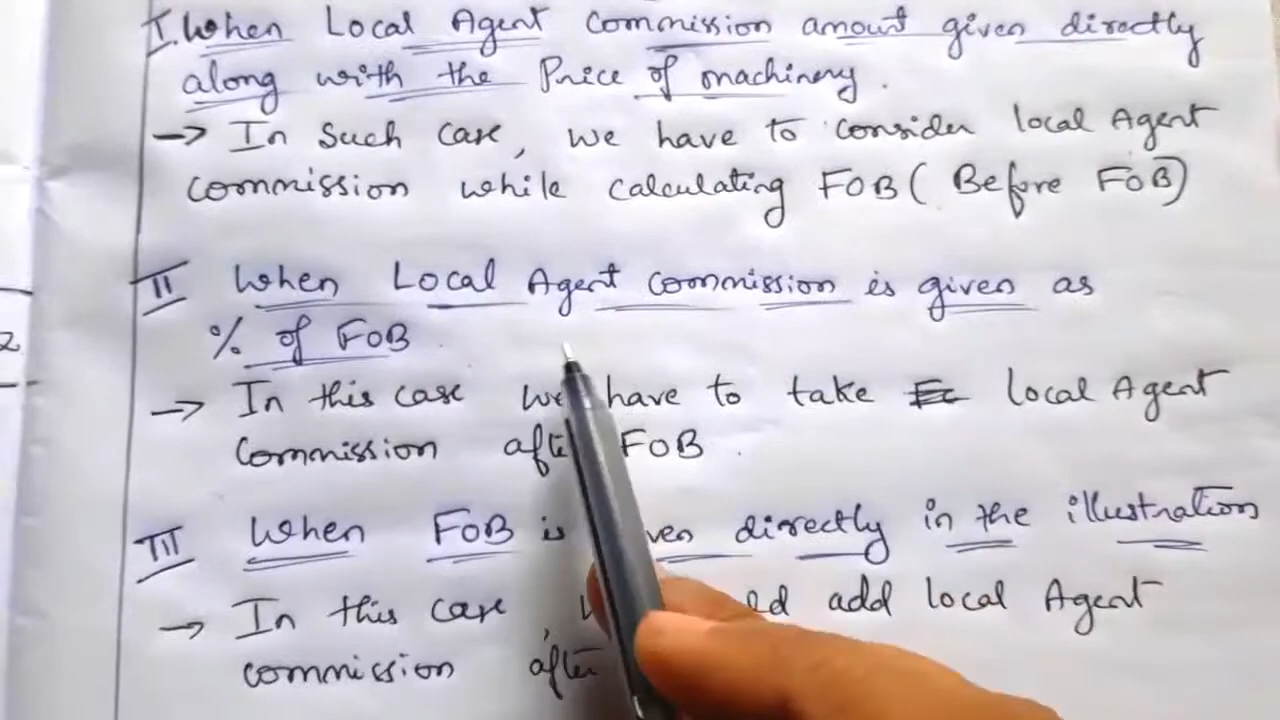 I. When Local Agent Commission amount given directly
along with the Price of machinery.
→ In such case, we have to consider local Agent
commission while calculating FOB ( Before FOB)
II When Local Agent commission is given as
% of FOB
→ In this case we have to take local Agent
Commission after FOB.
III When FOB is directly in the illustration
→ In this case, add local Agent
commission after
2